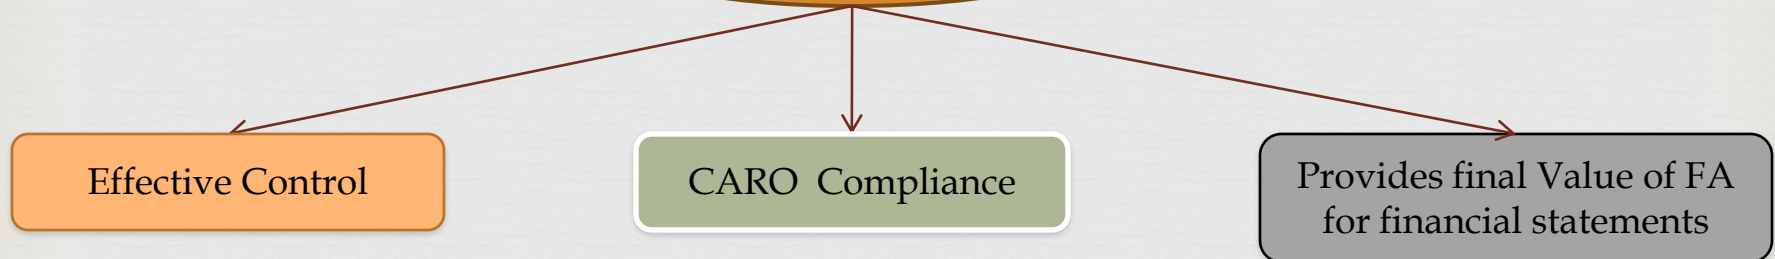 Effective Control
CARO  Compliance
Provides final Value of FA
for financial statements